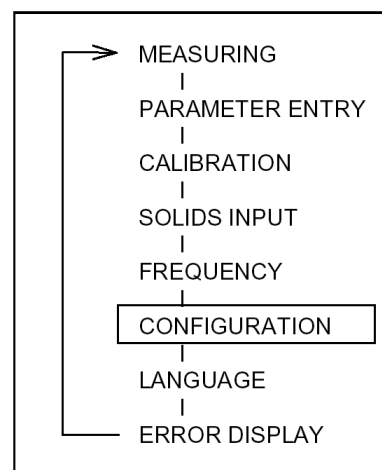 MEASURING
PARAMETER ENTRY
CALIBRATION
SOLIDS INPUT
FREQUENCY
CONFIGURATION
LANGUAGE
ERROR DISPLAY